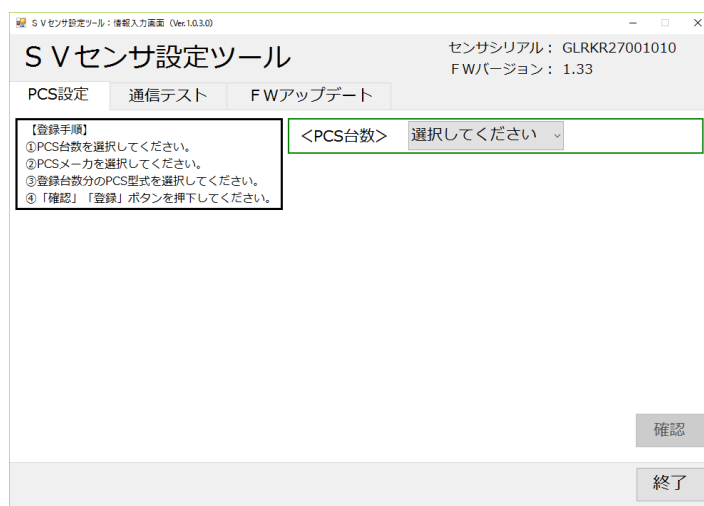 ＳＶセンサ設定ツール：情報入力画面 (Ver.1.0.3.0)
ＳＶセンサ設定ツール
センサシリアル： GLRKR27001010
ＦＷバージョン： 1.33
PCS設定 通信テスト ＦＷアップデート
【登録手順】
①PCS台数を選択してください。
②PCSメーカを選択してください。
③登録台数分のPCS型式を選択してください。
④「確認」「登録」ボタンを押下してください。
＜PCS台数＞ 選択してください
確認
終了